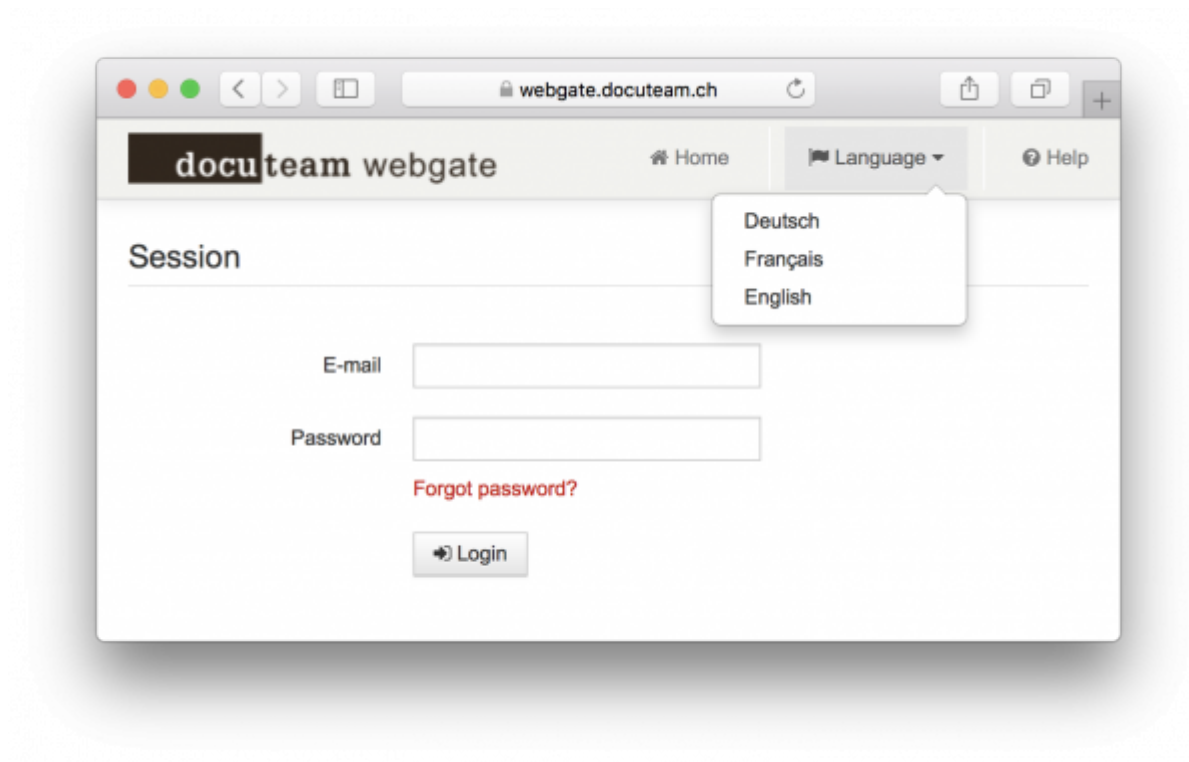 webgate.docuteam.ch
docuteam webgate
Home
Language
Help
Deutsch
Français
English
Session
E-mail
Password
Forgot password?
Login